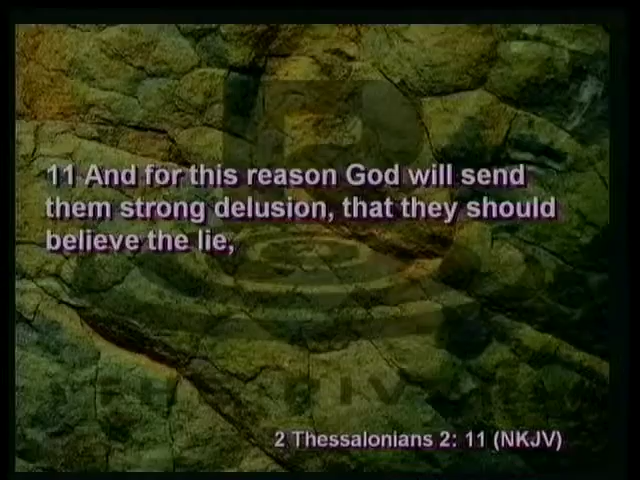 11 And for this reason God will send
them strong delusion, that they should
believe the lie,
2 Thessalonians 2: 11 (NKJV)